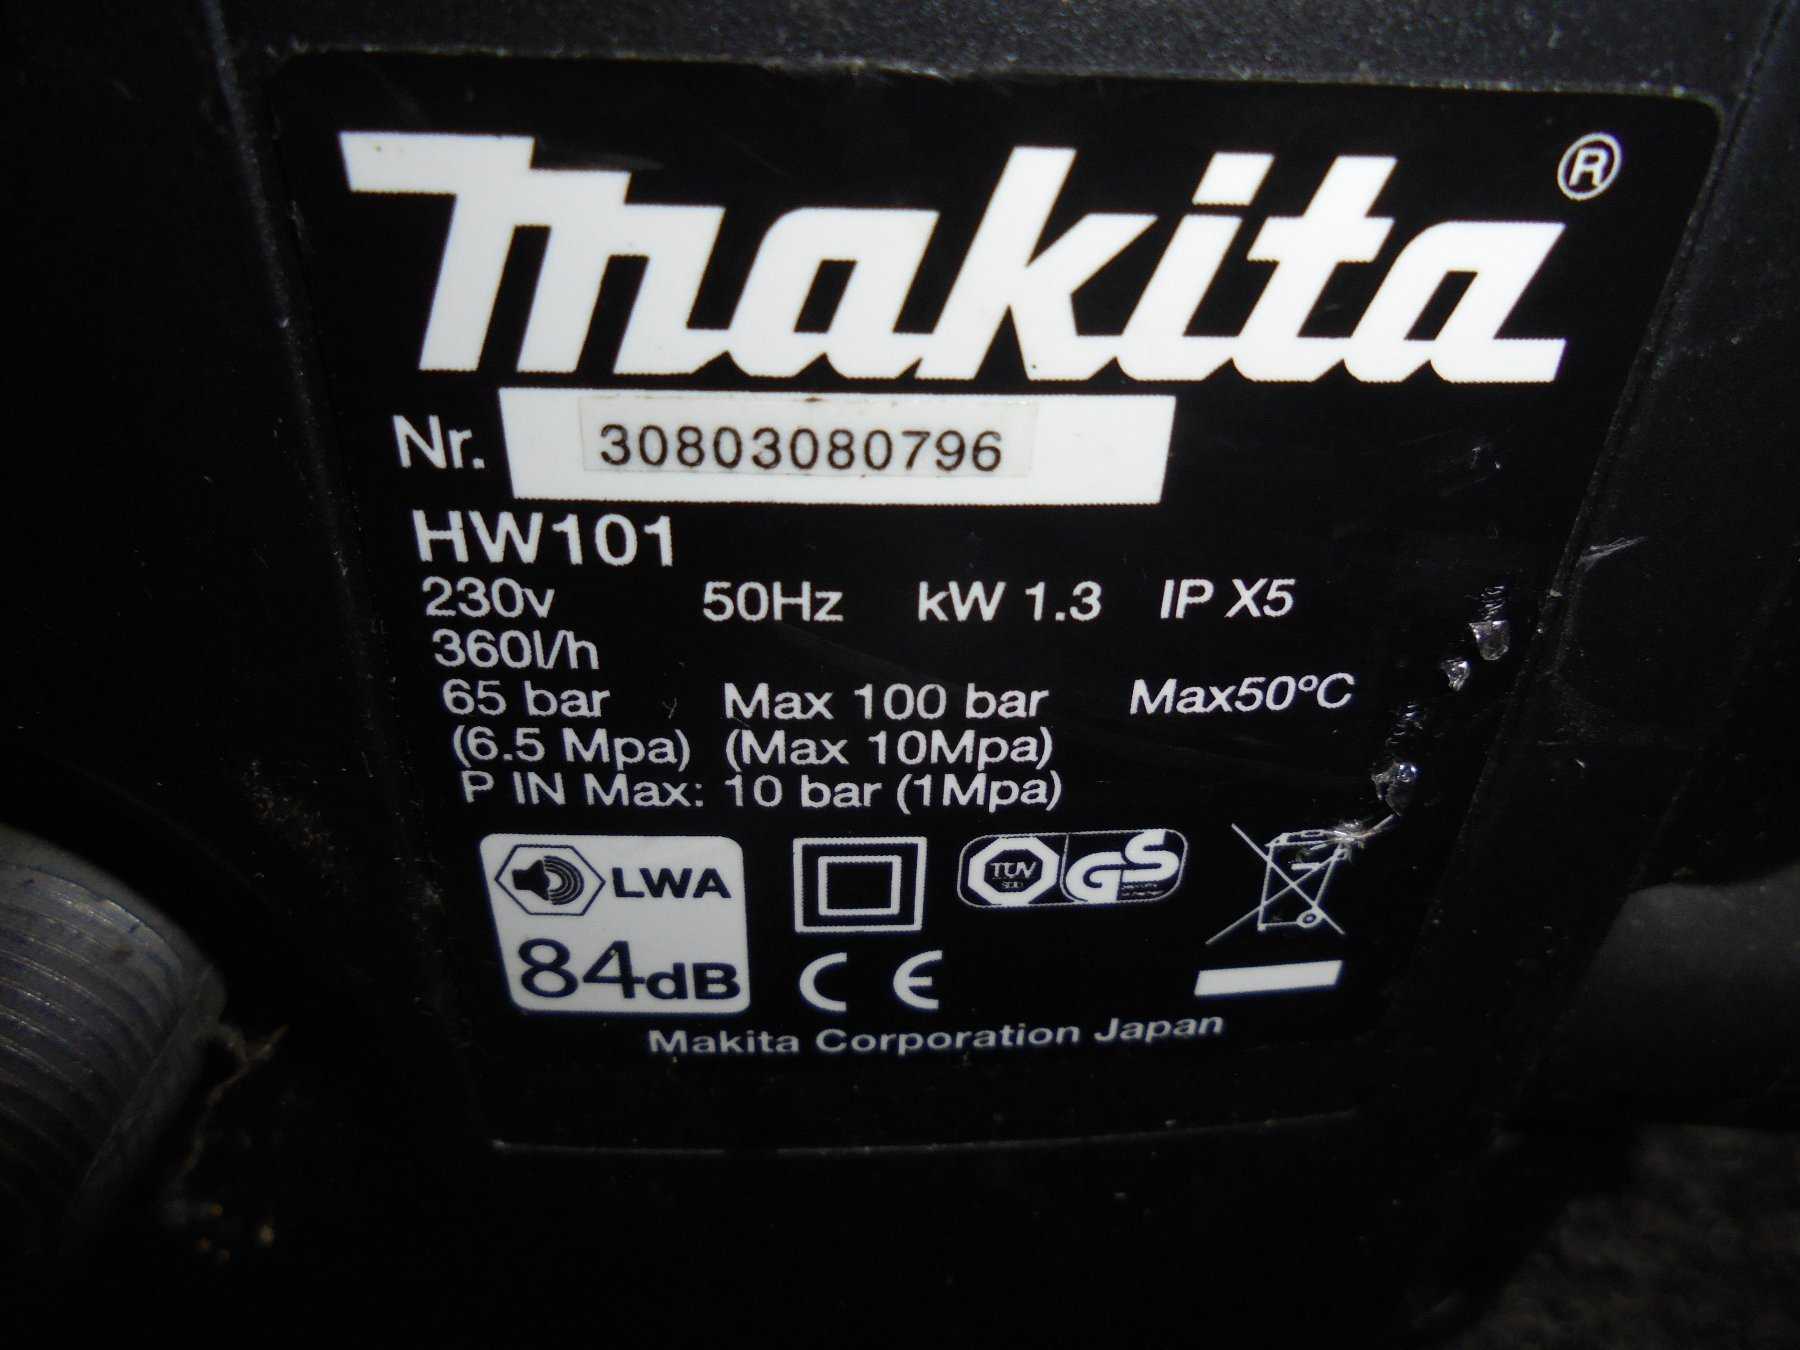 makita®
Nr. 30803080796
HW101
230v 50Hz kW 1.3 IP X5
360l/h
65 bar Max 100 bar Max50ºC
(6.5 Mpa) (Max 10Mpa)
P IN Max: 10 bar (1Mpa)
LWA TÜV GS
84dB CE
Makita Corporation Japan